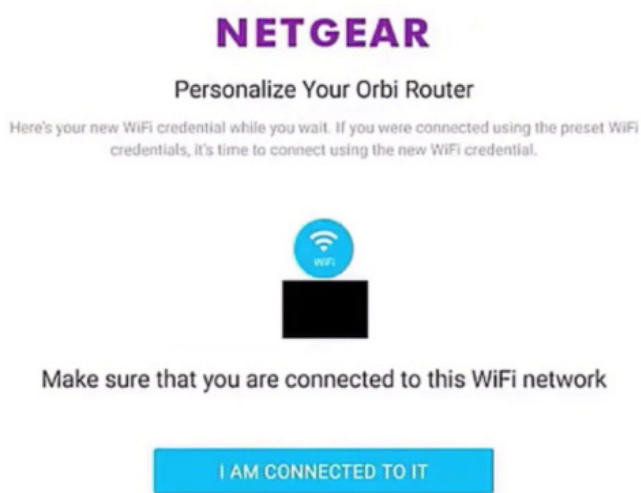 NETGEAR
Personalize Your Orbi Router
Here's your new WiFi credential while you wait. If you were connected using the preset WiFi
credentials, it's time to connect using the new WiFi credential.
WiFi
Make sure that you are connected to this WiFi network
I AM CONNECTED TO IT